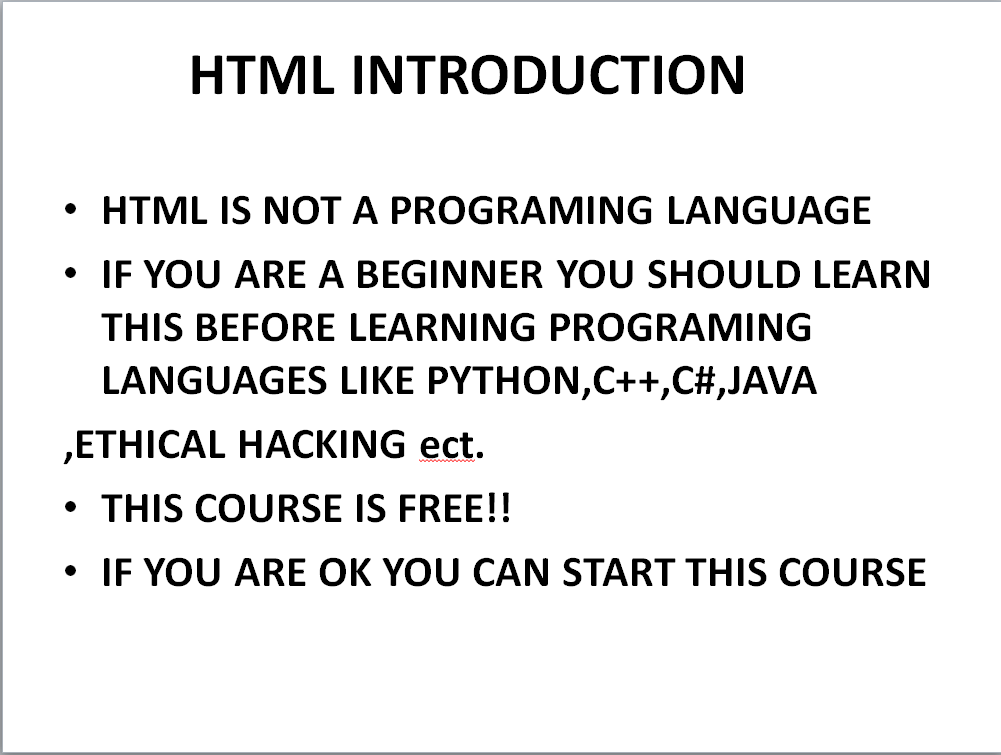 HTML INTRODUCTION
• HTML IS NOT A PROGRAMING LANGUAGE
• IF YOU ARE A BEGINNER YOU SHOULD LEARN
THIS BEFORE LEARNING PROGRAMING
LANGUAGES LIKE PYTHON,C++,C#,JAVA
,ETHICAL HACKING ect.
• THIS COURSE IS FREE!!
• IF YOU ARE OK YOU CAN START THIS COURSE